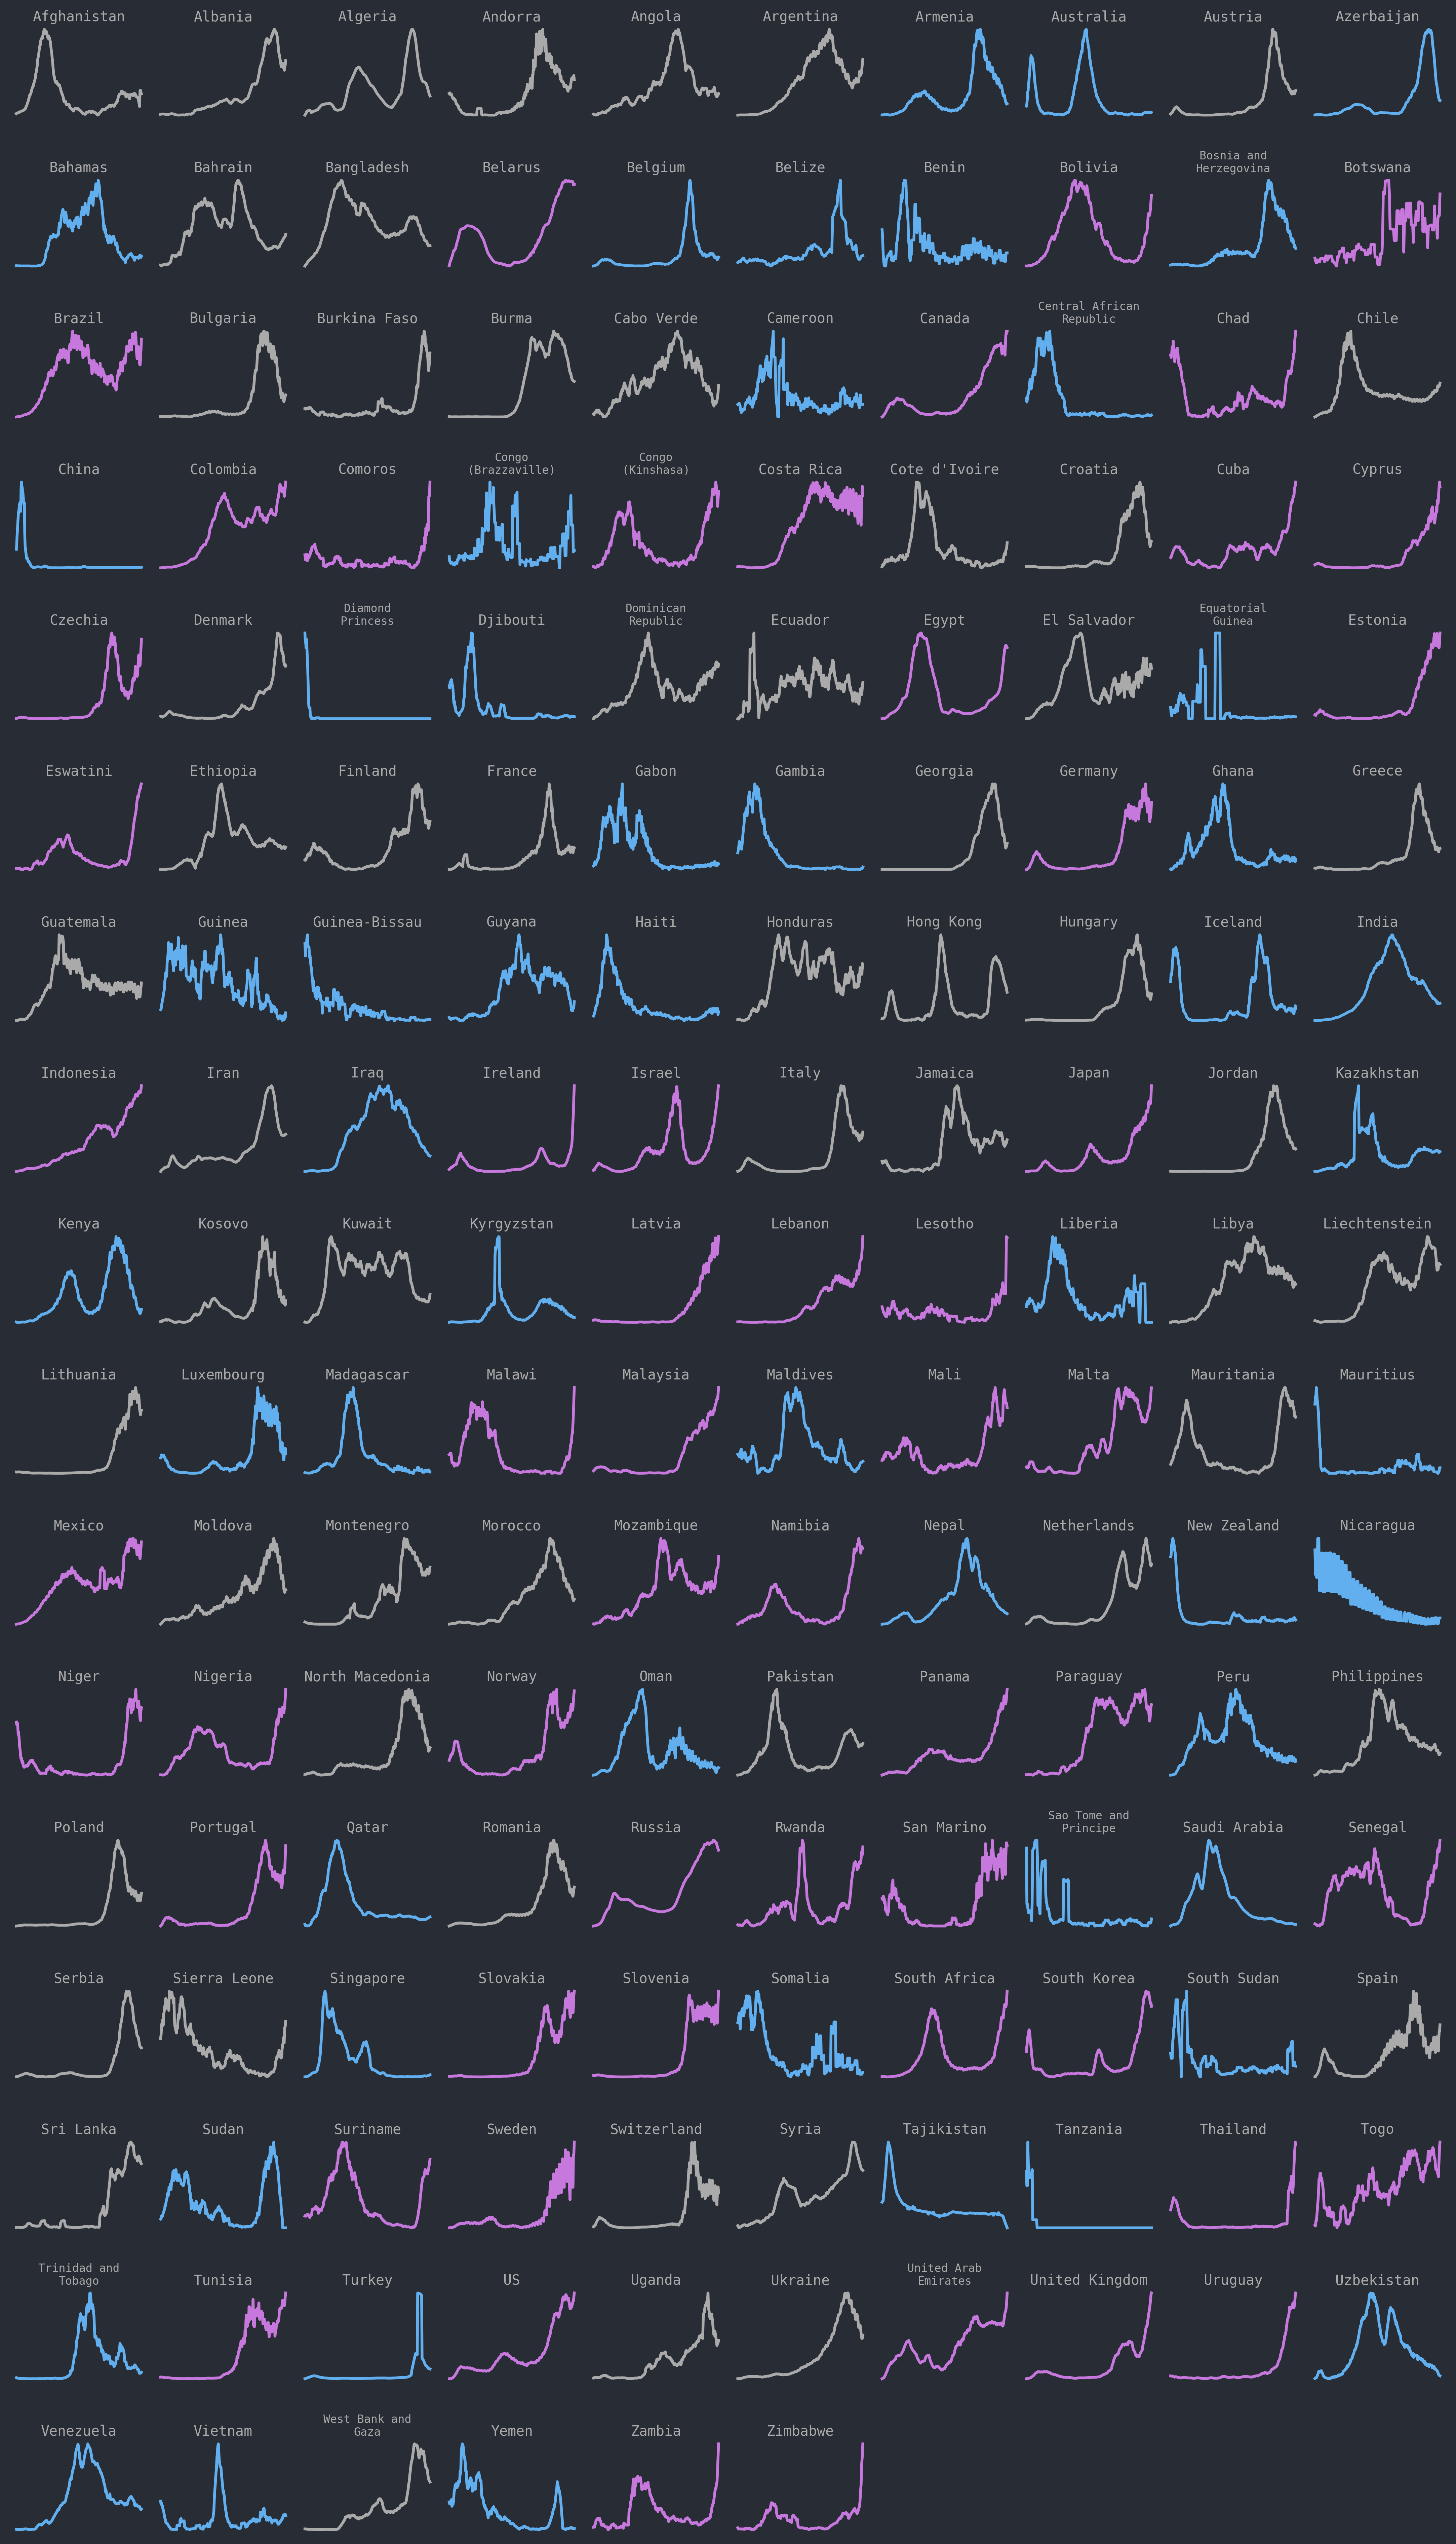 Afghanistan
Albania
Algeria
Andorra
Angola
Argentina
Armenia
Australia
Austria
Azerbaijan
Bahamas
Bahrain
Bangladesh
Belarus
Belgium
Belize
Benin
Bolivia
Bosnia and
Herzegovina
Botswana
Brazil
Bulgaria
Burkina Faso
Burma
Cabo Verde
Cameroon
Canada
Central African
Republic
Chad
Chile
China
Colombia
Comoros
Congo
(Brazzaville)
Congo
(Kinshasa)
Costa Rica
Cote d'Ivoire
Croatia
Cuba
Cyprus
Czechia
Denmark
Diamond
Princess
Djibouti
Dominican
Republic
Ecuador
Egypt
El Salvador
Equatorial
Guinea
Estonia
Eswatini
Ethiopia
Finland
France
Gabon
Gambia
Georgia
Germany
Ghana
Greece
Guatemala
Guinea
Guinea-Bissau
Guyana
Haiti
Honduras
Hong Kong
Hungary
Iceland
India
Indonesia
Iran
Iraq
Ireland
Israel
Italy
Jamaica
Japan
Jordan
Kazakhstan
Kenya
Kosovo
Kuwait
Kyrgyzstan
Latvia
Lebanon
Lesotho
Liberia
Libya
Liechtenstein
Lithuania
Luxembourg
Madagascar
Malawi
Malaysia
Maldives
Mali
Malta
Mauritania
Mauritius
Mexico
Moldova
Montenegro
Morocco
Mozambique
Namibia
Nepal
Netherlands
New Zealand
Nicaragua
Niger
Nigeria
North Macedonia
Norway
Oman
Pakistan
Panama
Paraguay
Peru
Philippines
Poland
Portugal
Qatar
Romania
Russia
Rwanda
San Marino
Sao Tome and
Principe
Saudi Arabia
Senegal
Serbia
Sierra Leone
Singapore
Slovakia
Slovenia
Somalia
South Africa
South Korea
South Sudan
Spain
Sri Lanka
Sudan
Suriname
Sweden
Switzerland
Syria
Tajikistan
Tanzania
Thailand
Togo
Trinidad and
Tobago
Tunisia
Turkey
US
Uganda
Ukraine
United Arab
Emirates
United Kingdom
Uruguay
Uzbekistan
Venezuela
Vietnam
West Bank and
Gaza
Yemen
Zambia
Zimbabwe